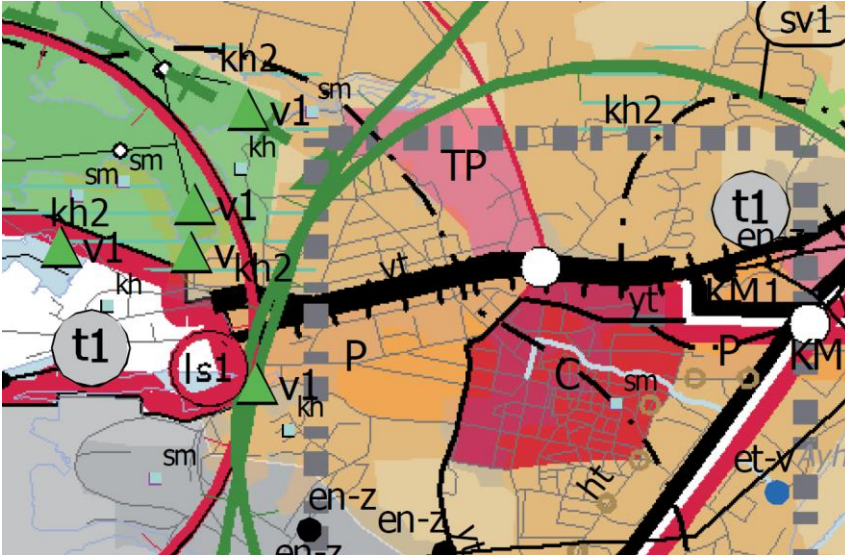 sv1
kh2
v1
sm
kh2
kh
TP
sm
sm
kh2
v1
t1
en-z
v1
v
kh2
vt
kh
KM1
yt
t1
ls1
P
P
KM
C
sm
v1
kh
sm
ht
et-v
en-z
en-z
en-z